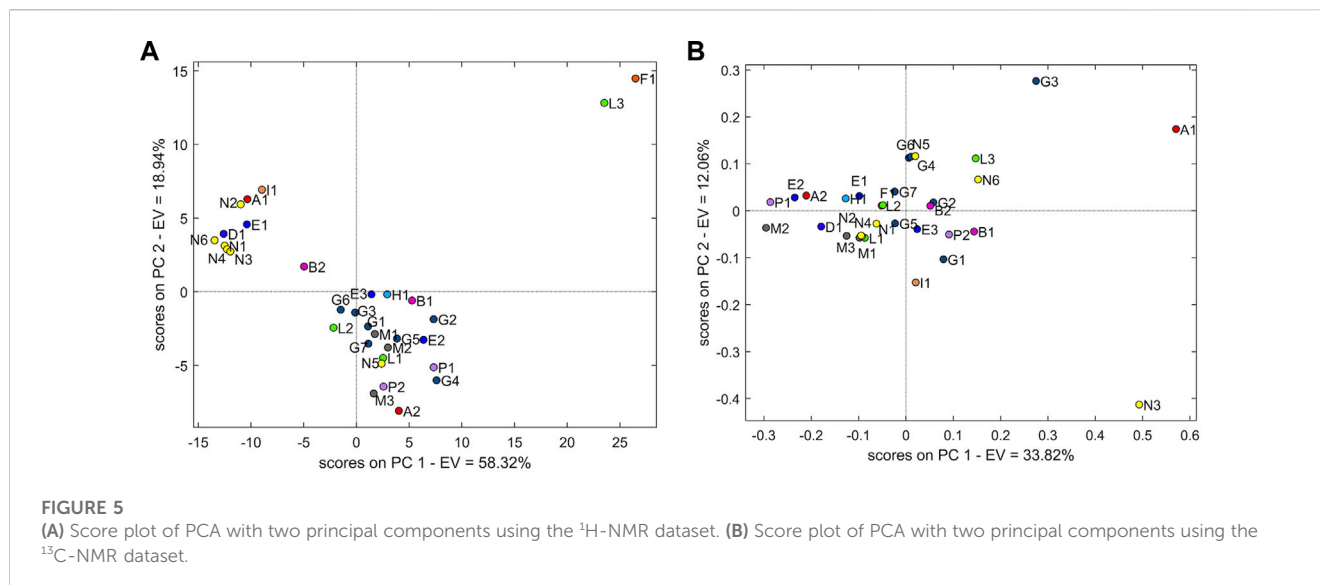 A
15
10
5
0
-5
-15
-10
-5
0
5
10
15
20
25
scores on PC 2 - EV = 18.94%
scores on PC 1 - EV = 58.32%
F1
L3
I1
N2
A1
E1
D1
N6
N1
N4
N3
B2
E3
H1
B1
G6
G3
G2
L2
G1
M1
G5
E2
G7
M2
L1
N5
P1
G4
P2
M3
A2
B
0.3
0.2
0.1
0
-0.1
-0.2
-0.3
-0.4
-0.3
-0.2
-0.1
0
0.1
0.2
0.3
0.4
0.5
0.6
scores on PC 2 - EV = 12.06%
scores on PC 1 - EV = 33.82%
G3
A1
G6
N5
G4
L3
N6
E2
A2
E1
H1
F1
G7
L2
G2
B2
P1
M2
D1
N2
N4
N1
G5
E3
P2
B1
M3
L1
M1
G1
I1
N3
FIGURE 5
(A) Score plot of PCA with two principal components using the ¹H-NMR dataset. (B) Score plot of PCA with two principal components using the
¹³C-NMR dataset.